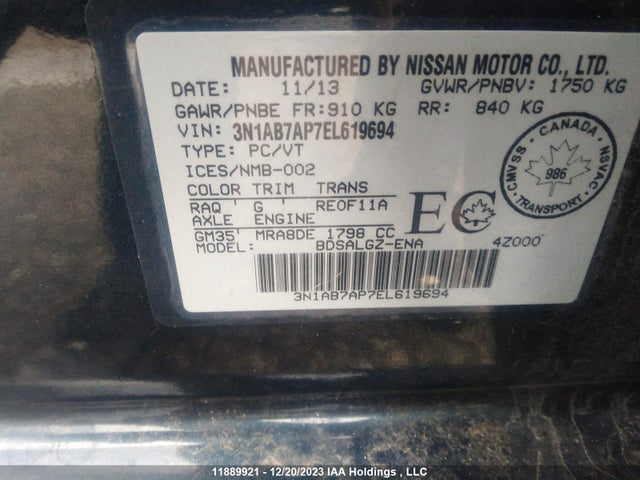 MANUFACTURED BY NISSAN MOTOR CO., LTD.
DATE: 11/13 GVWR/PNBV: 1750 KG
GAWR/PNBE FR: 910 KG RR: 840 KG
VIN: 3N1AB7AP7EL619694
TYPE: PC/VT
ICES/NMB-002
COLOR TRIM TRANS
RAQ G RE0F11A
AXLE ENGINE
GM35 MRA8DE 1798 CC
MODEL: BDSALGZ-ENA 4Z000
EC
CANADA
CMVSS 986 NSVAC
TRANSPORT
3N1AB7AP7EL619694
11889921 - 12/20/2023 IAA Holdings , LLC